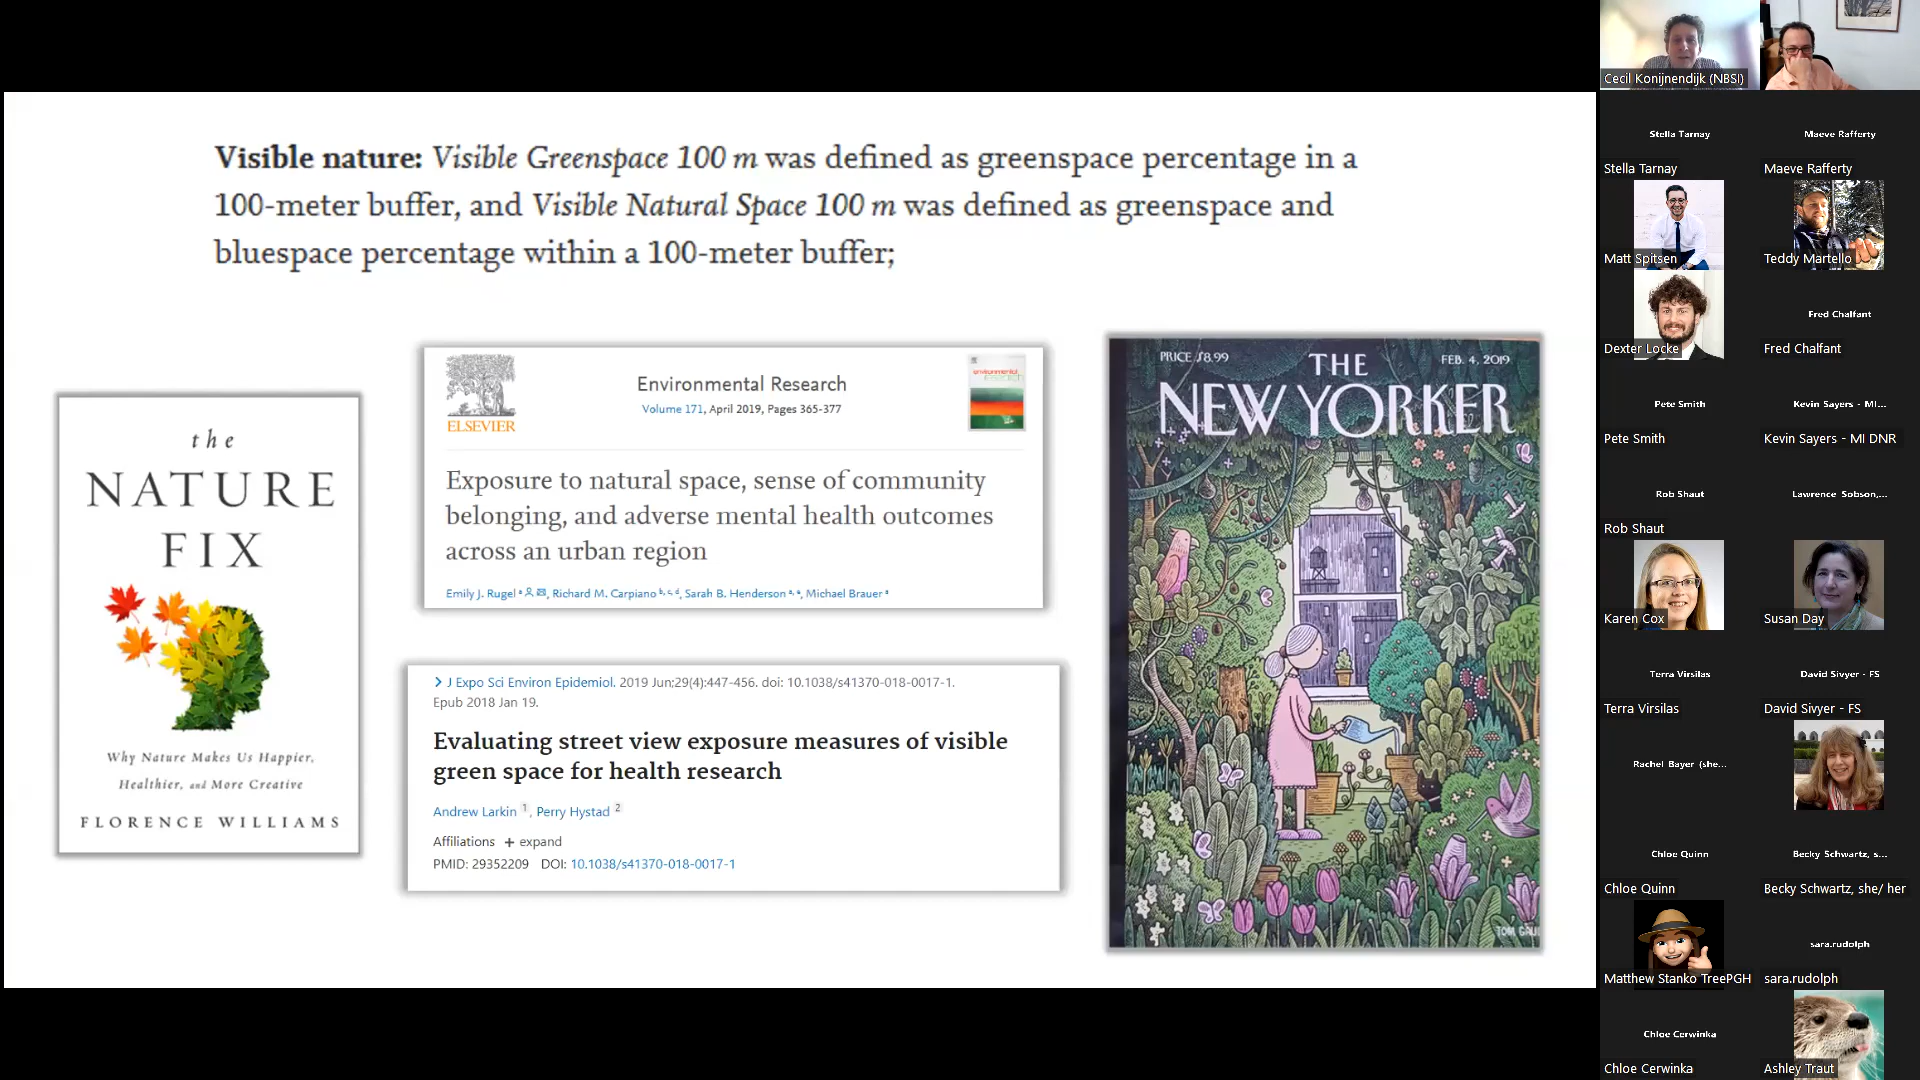 Visible nature: Visible Greenspace 100 m was defined as greenspace percentage in a
100-meter buffer, and Visible Natural Space 100 m was defined as greenspace and
bluespace percentage within a 100-meter buffer;
the
NATURE
FIX
Why Nature Makes Us Happier,
Healthier, and More Creative
FLORENCE WILLIAMS
ELSEVIER
Environmental Research
Volume 171, April 2019, Pages 365-377
Exposure to natural space, sense of community
belonging, and adverse mental health outcomes
across an urban region
Emily J. Rugel a, Richard M. Carpiano b, c, d, Sarah B. Henderson a, e, Michael Brauer a
> J Expo Sci Environ Epidemiol. 2019 Jun;29(4):447-456. doi: 10.1038/s41370-018-0017-1.
Epub 2018 Jan 19.
Evaluating street view exposure measures of visible
green space for health research
Andrew Larkin 1, Perry Hystad 2
Affiliations + expand
PMID: 29352209 DOI: 10.1038/s41370-018-0017-1
PRICE $8.99 THE FEB. 4, 2019
NEW YORKER
Cecil Konijnendijk (NBSI)
Stella Tarnay
Maeve Rafferty
Stella Tarnay
Maeve Rafferty
Matt Spitsen
Teddy Martello
Fred Chalfant
Dexter Locke
Fred Chalfant
Pete Smith
Kevin Sayers - MI...
Pete Smith
Kevin Sayers - MI DNR
Rob Shaut
Lawrence Sobson,...
Rob Shaut
Karen Cox
Susan Day
Terra Virsilas
David Sivyer - FS
Terra Virsilas
David Sivyer - FS
Rachel Bayer (she...
Chloe Quinn
Becky Schwartz, s...
Chloe Quinn
Becky Schwartz, she/ her
sara.rudolph
Matthew Stanko TreePGH
sara.rudolph
Chloe Cerwinka
Chloe Cerwinka
Ashley Traut